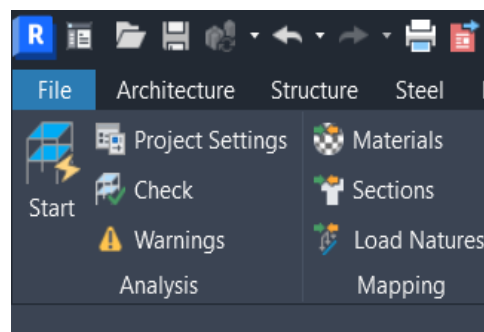 R
File Architecture Structure Steel
Start
Project Settings
Check
Warnings
Analysis
Materials
Sections
Load Natures
Mapping